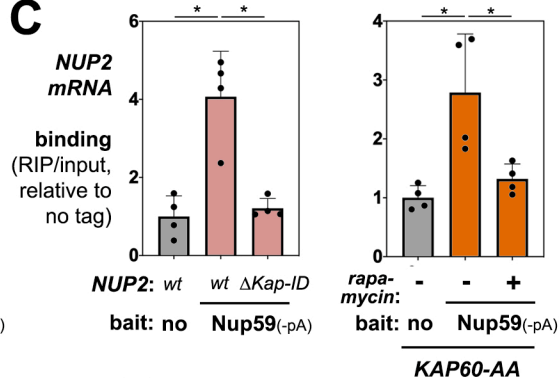 C
NUP2
mRNA
binding
(RIP/input,
relative to
no tag)
6
4
2
0
* *
NUP2: wt wt ΔKap-ID
bait: no Nup59(-pA)
4
3
2
1
0
* *
rapa-
mycin: - - +
bait: no Nup59(-pA)
KAP60-AA
)